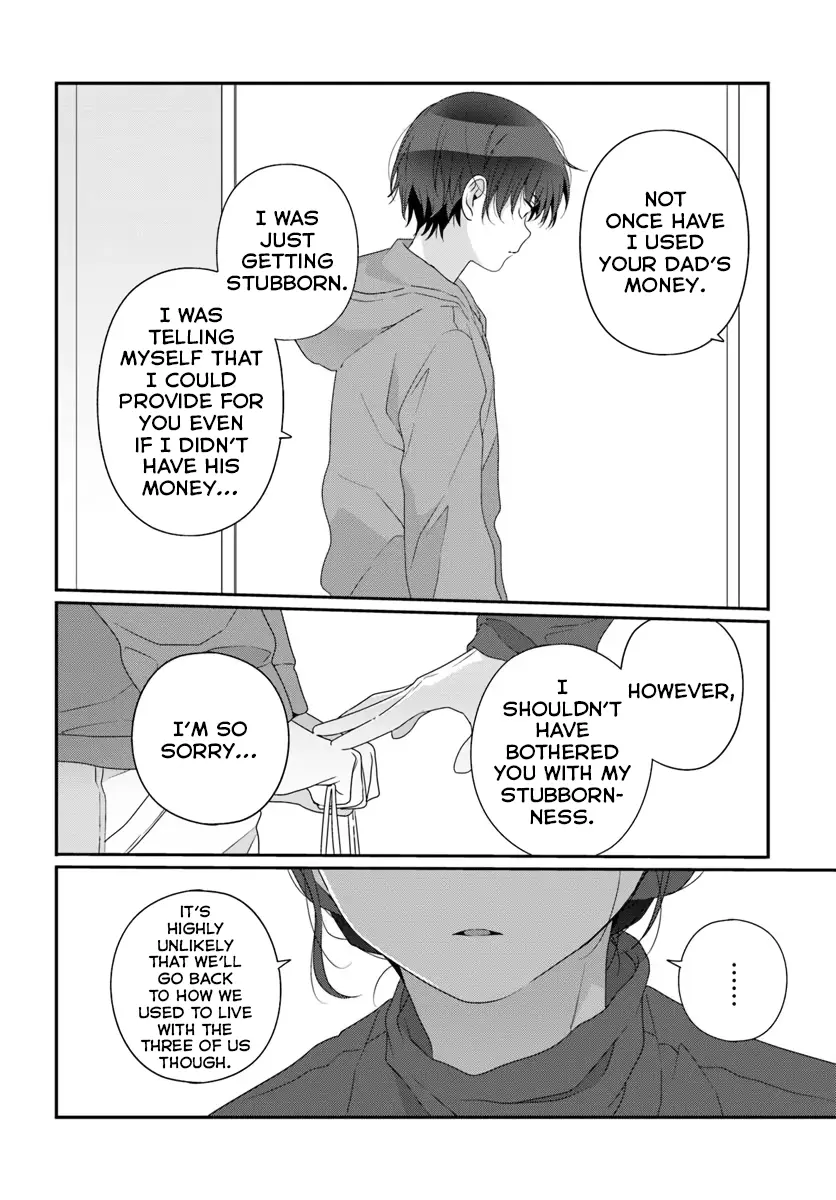 NOT
ONCE HAVE
I USED
YOUR DAD'S
MONEY.
I WAS
JUST
GETTING
STUBBORN.
I WAS
TELLING
MYSELF THAT
I COULD
PROVIDE FOR
YOU EVEN
IF I DIDN'T
HAVE HIS
MONEY...
HOWEVER,
I
SHOULDN'T
HAVE
BOTHERED
YOU WITH MY
STUBBORN-
NESS.
I'M SO
SORRY...
......
IT'S
HIGHLY
UNLIKELY
THAT WE'LL
GO BACK
TO HOW WE
USED TO LIVE
WITH THE
THREE OF US
THOUGH.